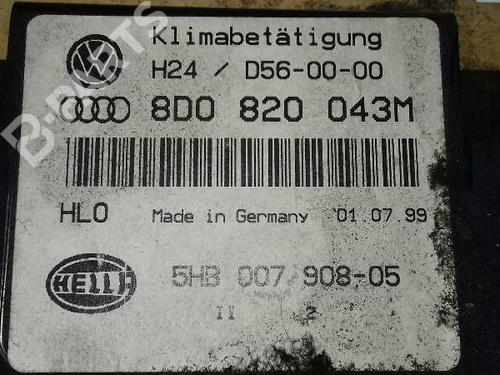 Klimabetätigung
H24 / D56-00-00
8D0 820 043M
HLO Made in Germany 01.07.99
HELLA 5HB 007 908-05
II 2
B-PARTS